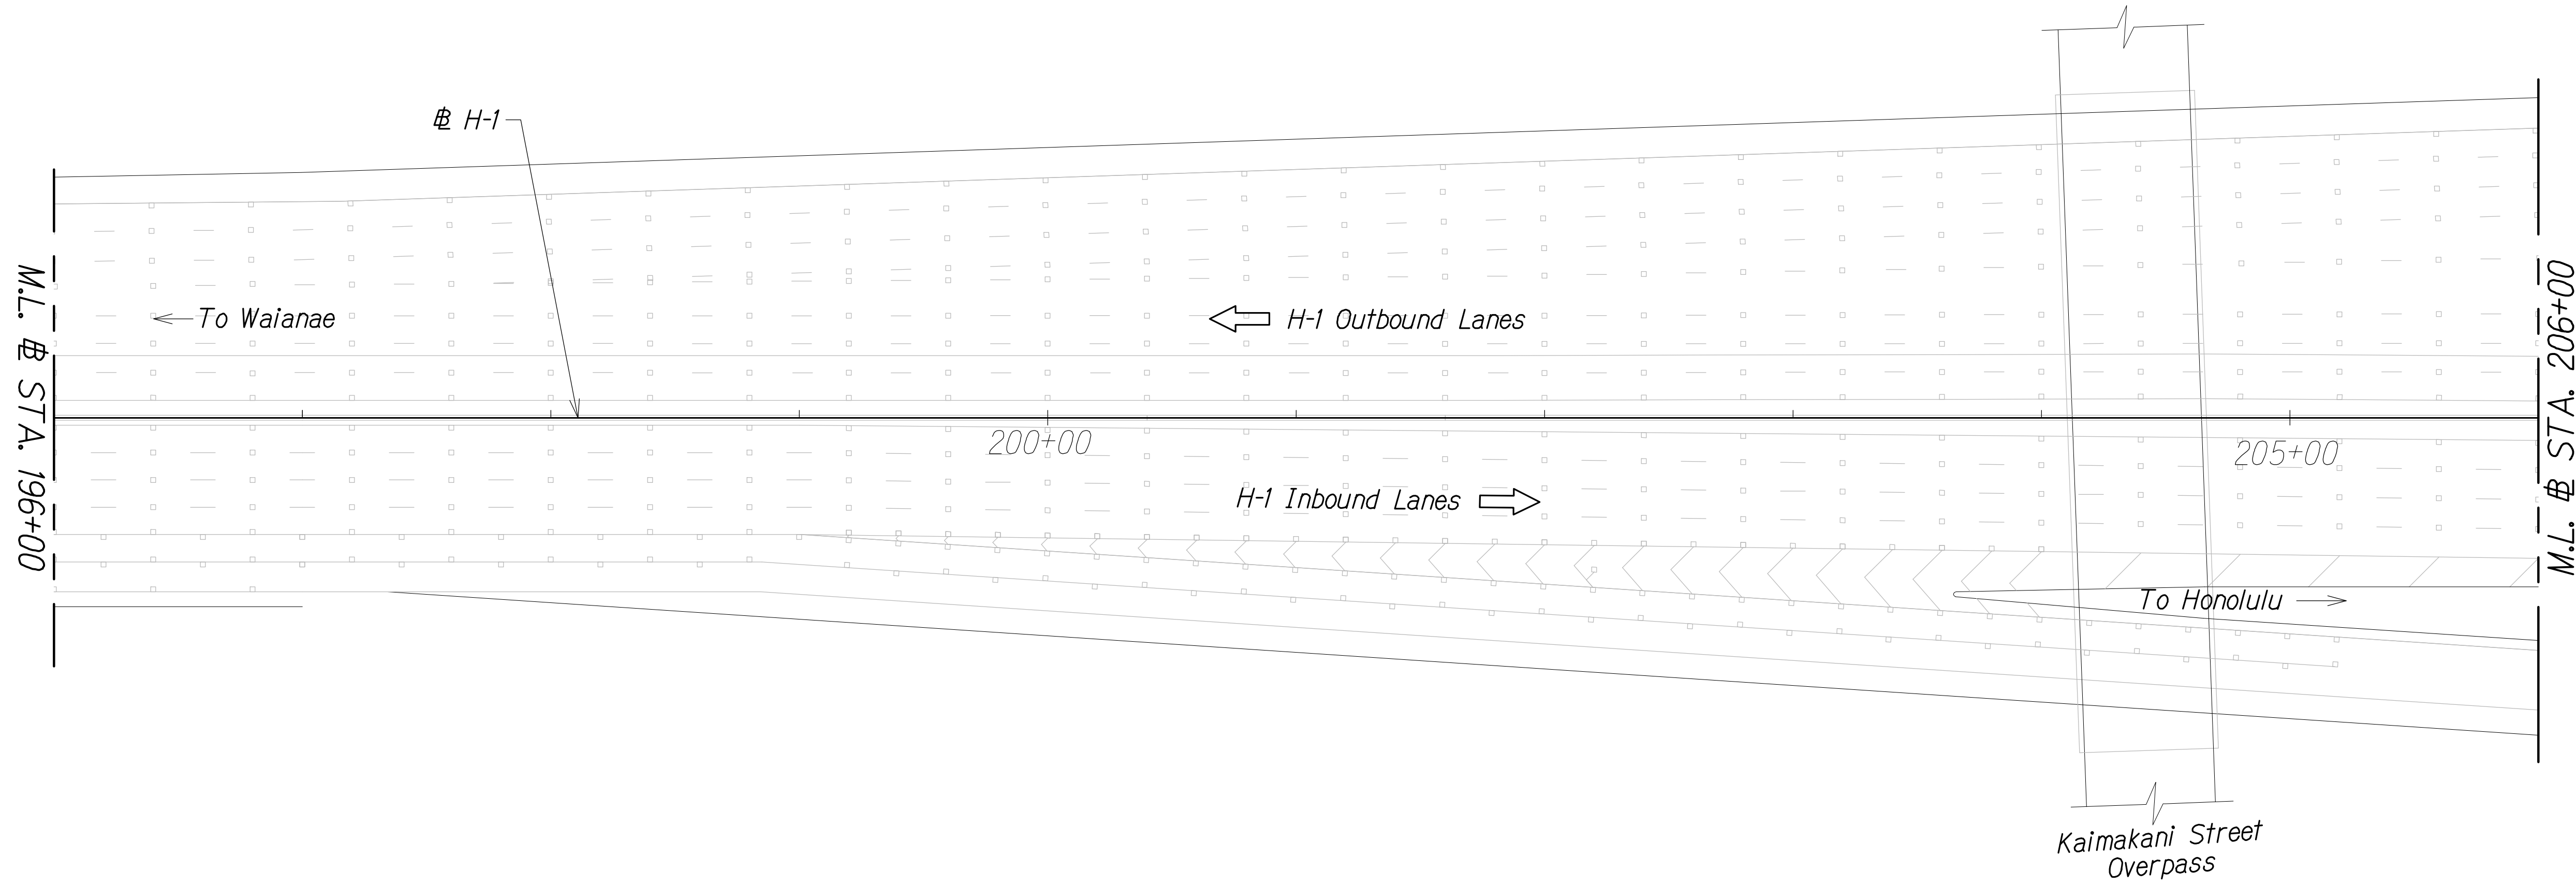 ℄ H-1
M.L. ℄ STA. 196+00
To Waianae
H-1 Outbound Lanes
200+00
205+00
H-1 Inbound Lanes
To Honolulu
M.L. ℄ STA. 206+00
Kaimakani Street
Overpass